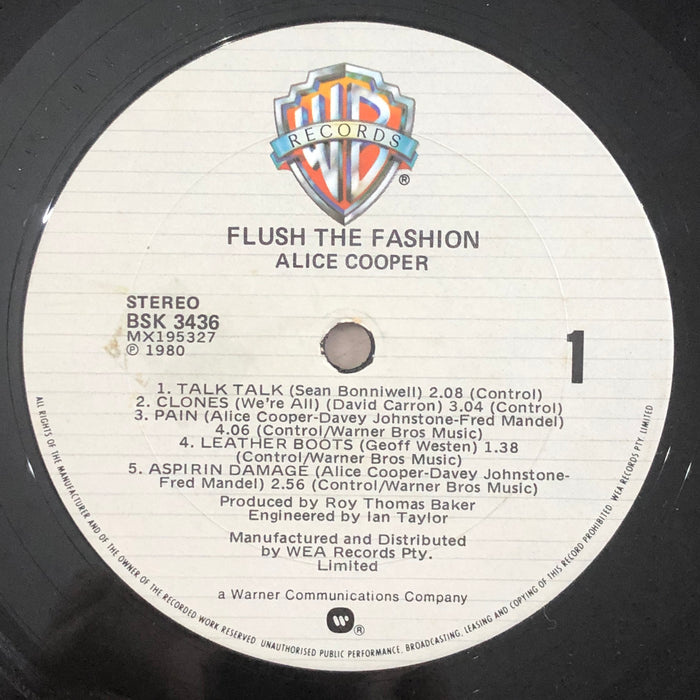 WB
RECORDS
®
FLUSH THE FASHION
ALICE COOPER
STEREO
BSK 3436
MX195327
℗ 1980
1
1. TALK TALK (Sean Bonniwell) 2.08 (Control)
2. CLONES (We're All) (David Carron) 3.04 (Control)
3. PAIN (Alice Cooper-Davey Johnstone-Fred Mandel)
4.06 (Control/Warner Bros Music)
4. LEATHER BOOTS (Geoff Westen) 1.38
(Control/Warner Bros Music)
5. ASPIRIN DAMAGE (Alice Cooper-Davey Johnstone-
Fred Mandel) 2.56 (Control/Warner Bros Music)
Produced by Roy Thomas Baker
Engineered by Ian Taylor
Manufactured and Distributed
by WEA Records Pty.
Limited
a Warner Communications Company
®
ALL RIGHTS OF THE MANUFACTURER AND OF THE OWNER OF THE RECORDED WORK RESERVED. UNAUTHORISED PUBLIC PERFORMANCE, BROADCASTING, LEASING AND COPYING OF THIS RECORD PROHIBITED. WEA RECORDS PTY LIMITED